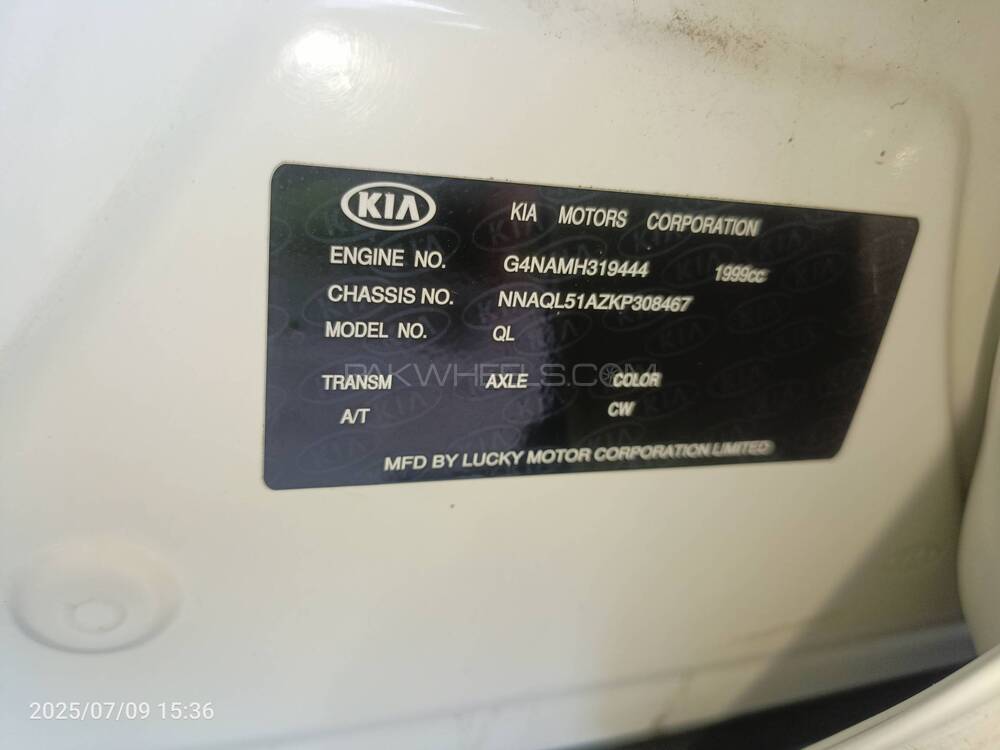 KIA KIA MOTORS CORPORATION
ENGINE NO. G4NAMH319444 1999cc
CHASSIS NO. NNAQL51AZKP308467
MODEL NO. QL
PAKWHEELS.COM
TRANSM AXLE COLOR
A/T CW
MFD BY LUCKY MOTOR CORPORATION LIMITED
2025/07/09 15:36